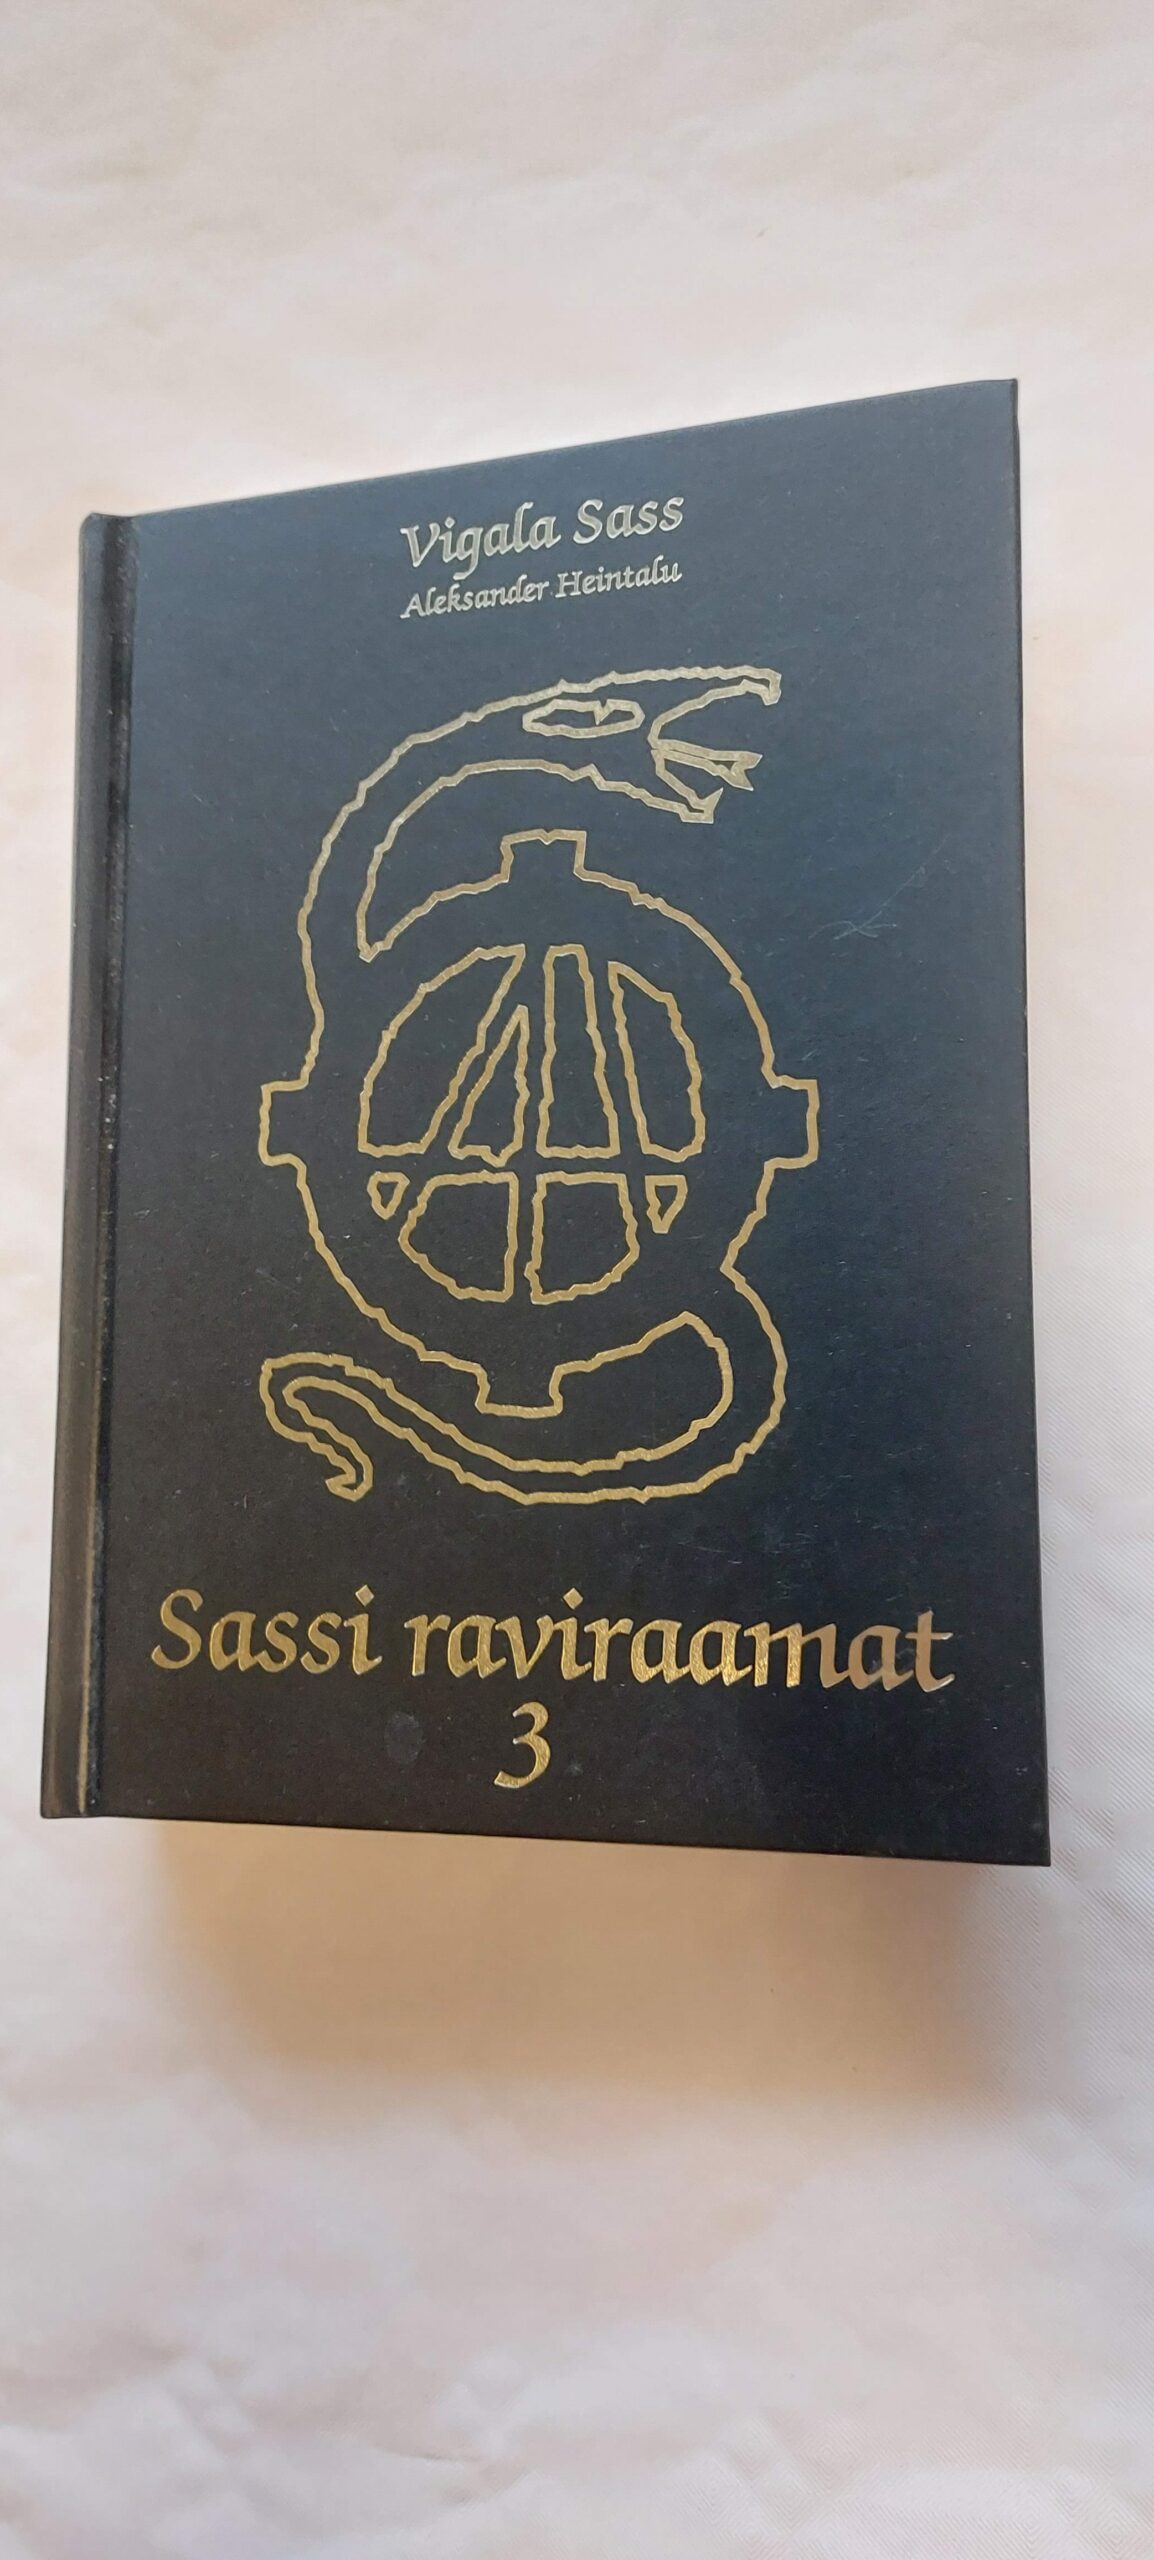 Vigala Sass
Aleksander Heintalu
Sassi raviraamat
3